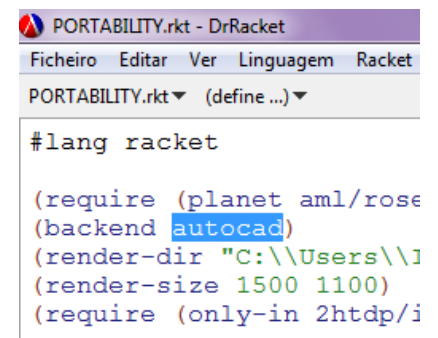 PORTABILITY.rkt - DrRacket
Ficheiro Editar Ver Linguagem Racket
PORTABILITY.rkt▼ (define ...)▼
#lang racket
(require (planet aml/rose
(backend autocad)
(render-dir "C:\\Users\\
(render-size 1500 1100)
(require (only-in 2htdp/i